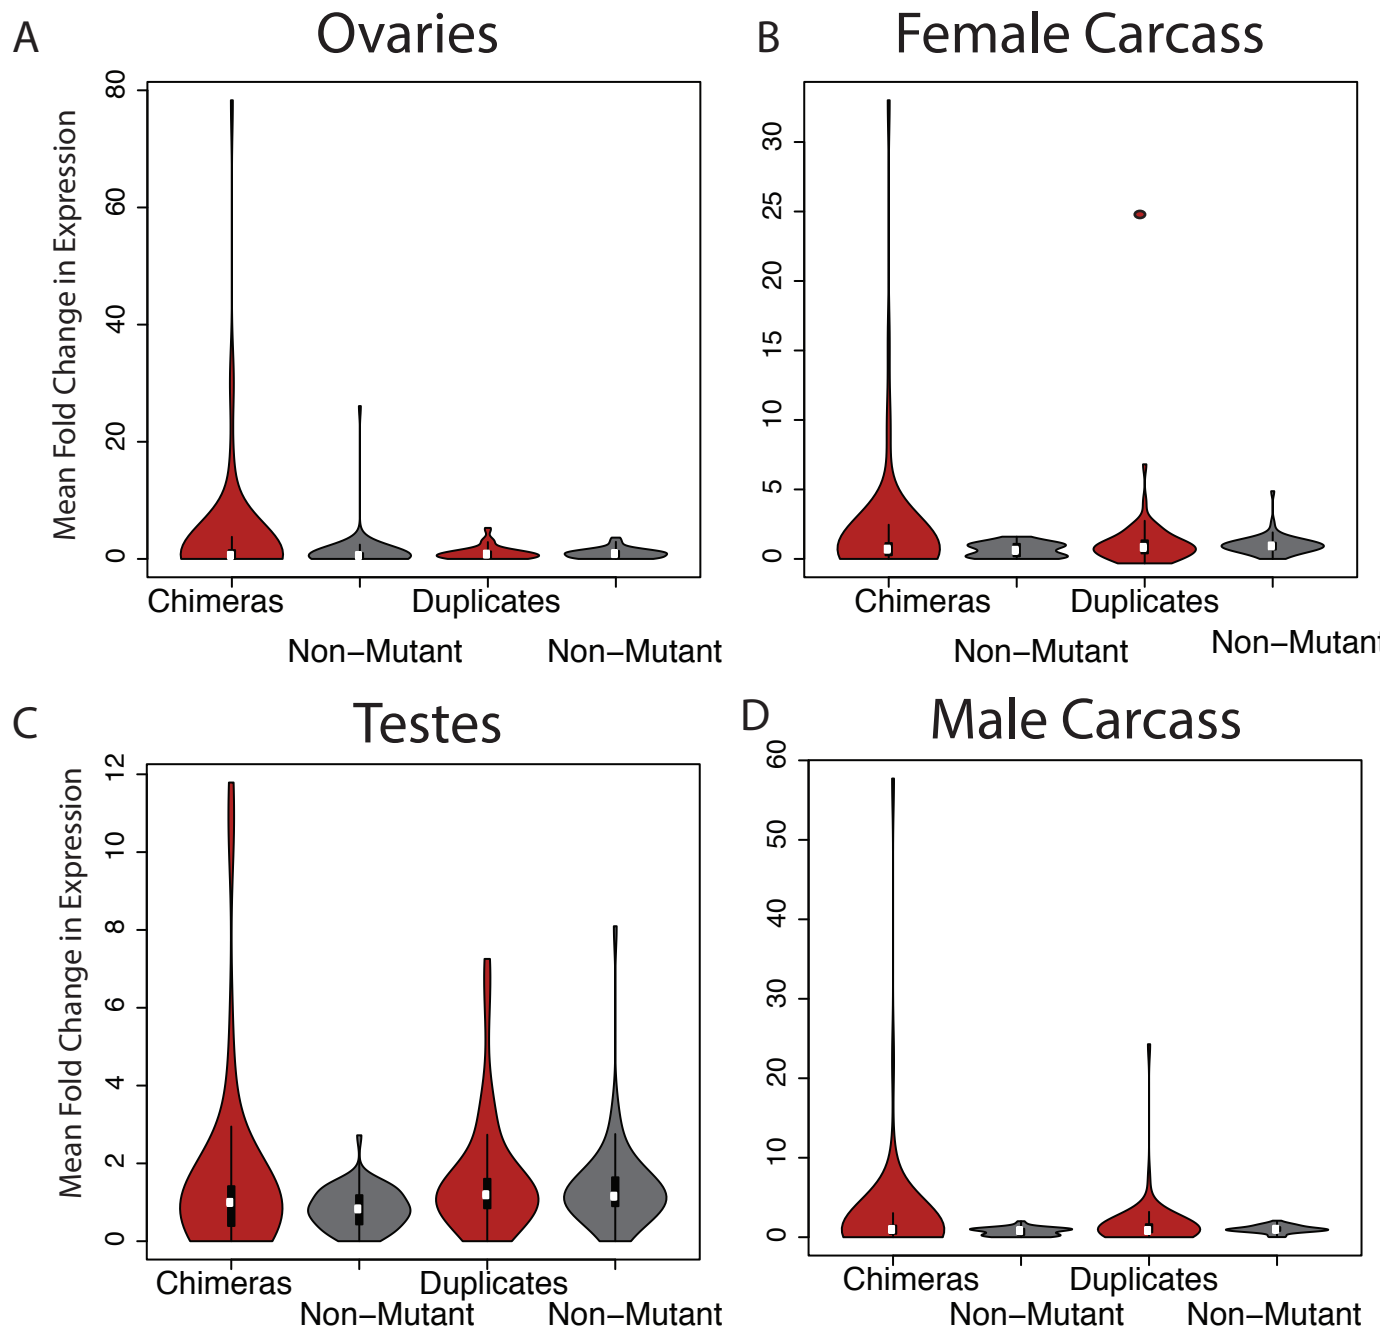 A Ovaries
Mean Fold Change in Expression
80
60
40
20
0
Chimeras Duplicates
Non−Mutant Non−Mutant
B Female Carcass
30
25
20
15
10
5
0
Chimeras Duplicates
Non−Mutant Non−Mutant
C Testes
Mean Fold Change in Expression
12
10
8
6
4
2
0
Chimeras Duplicates
Non−Mutant Non−Mutant
D Male Carcass
60
50
40
30
20
10
0
Chimeras Duplicates
Non−Mutant Non−Mutant